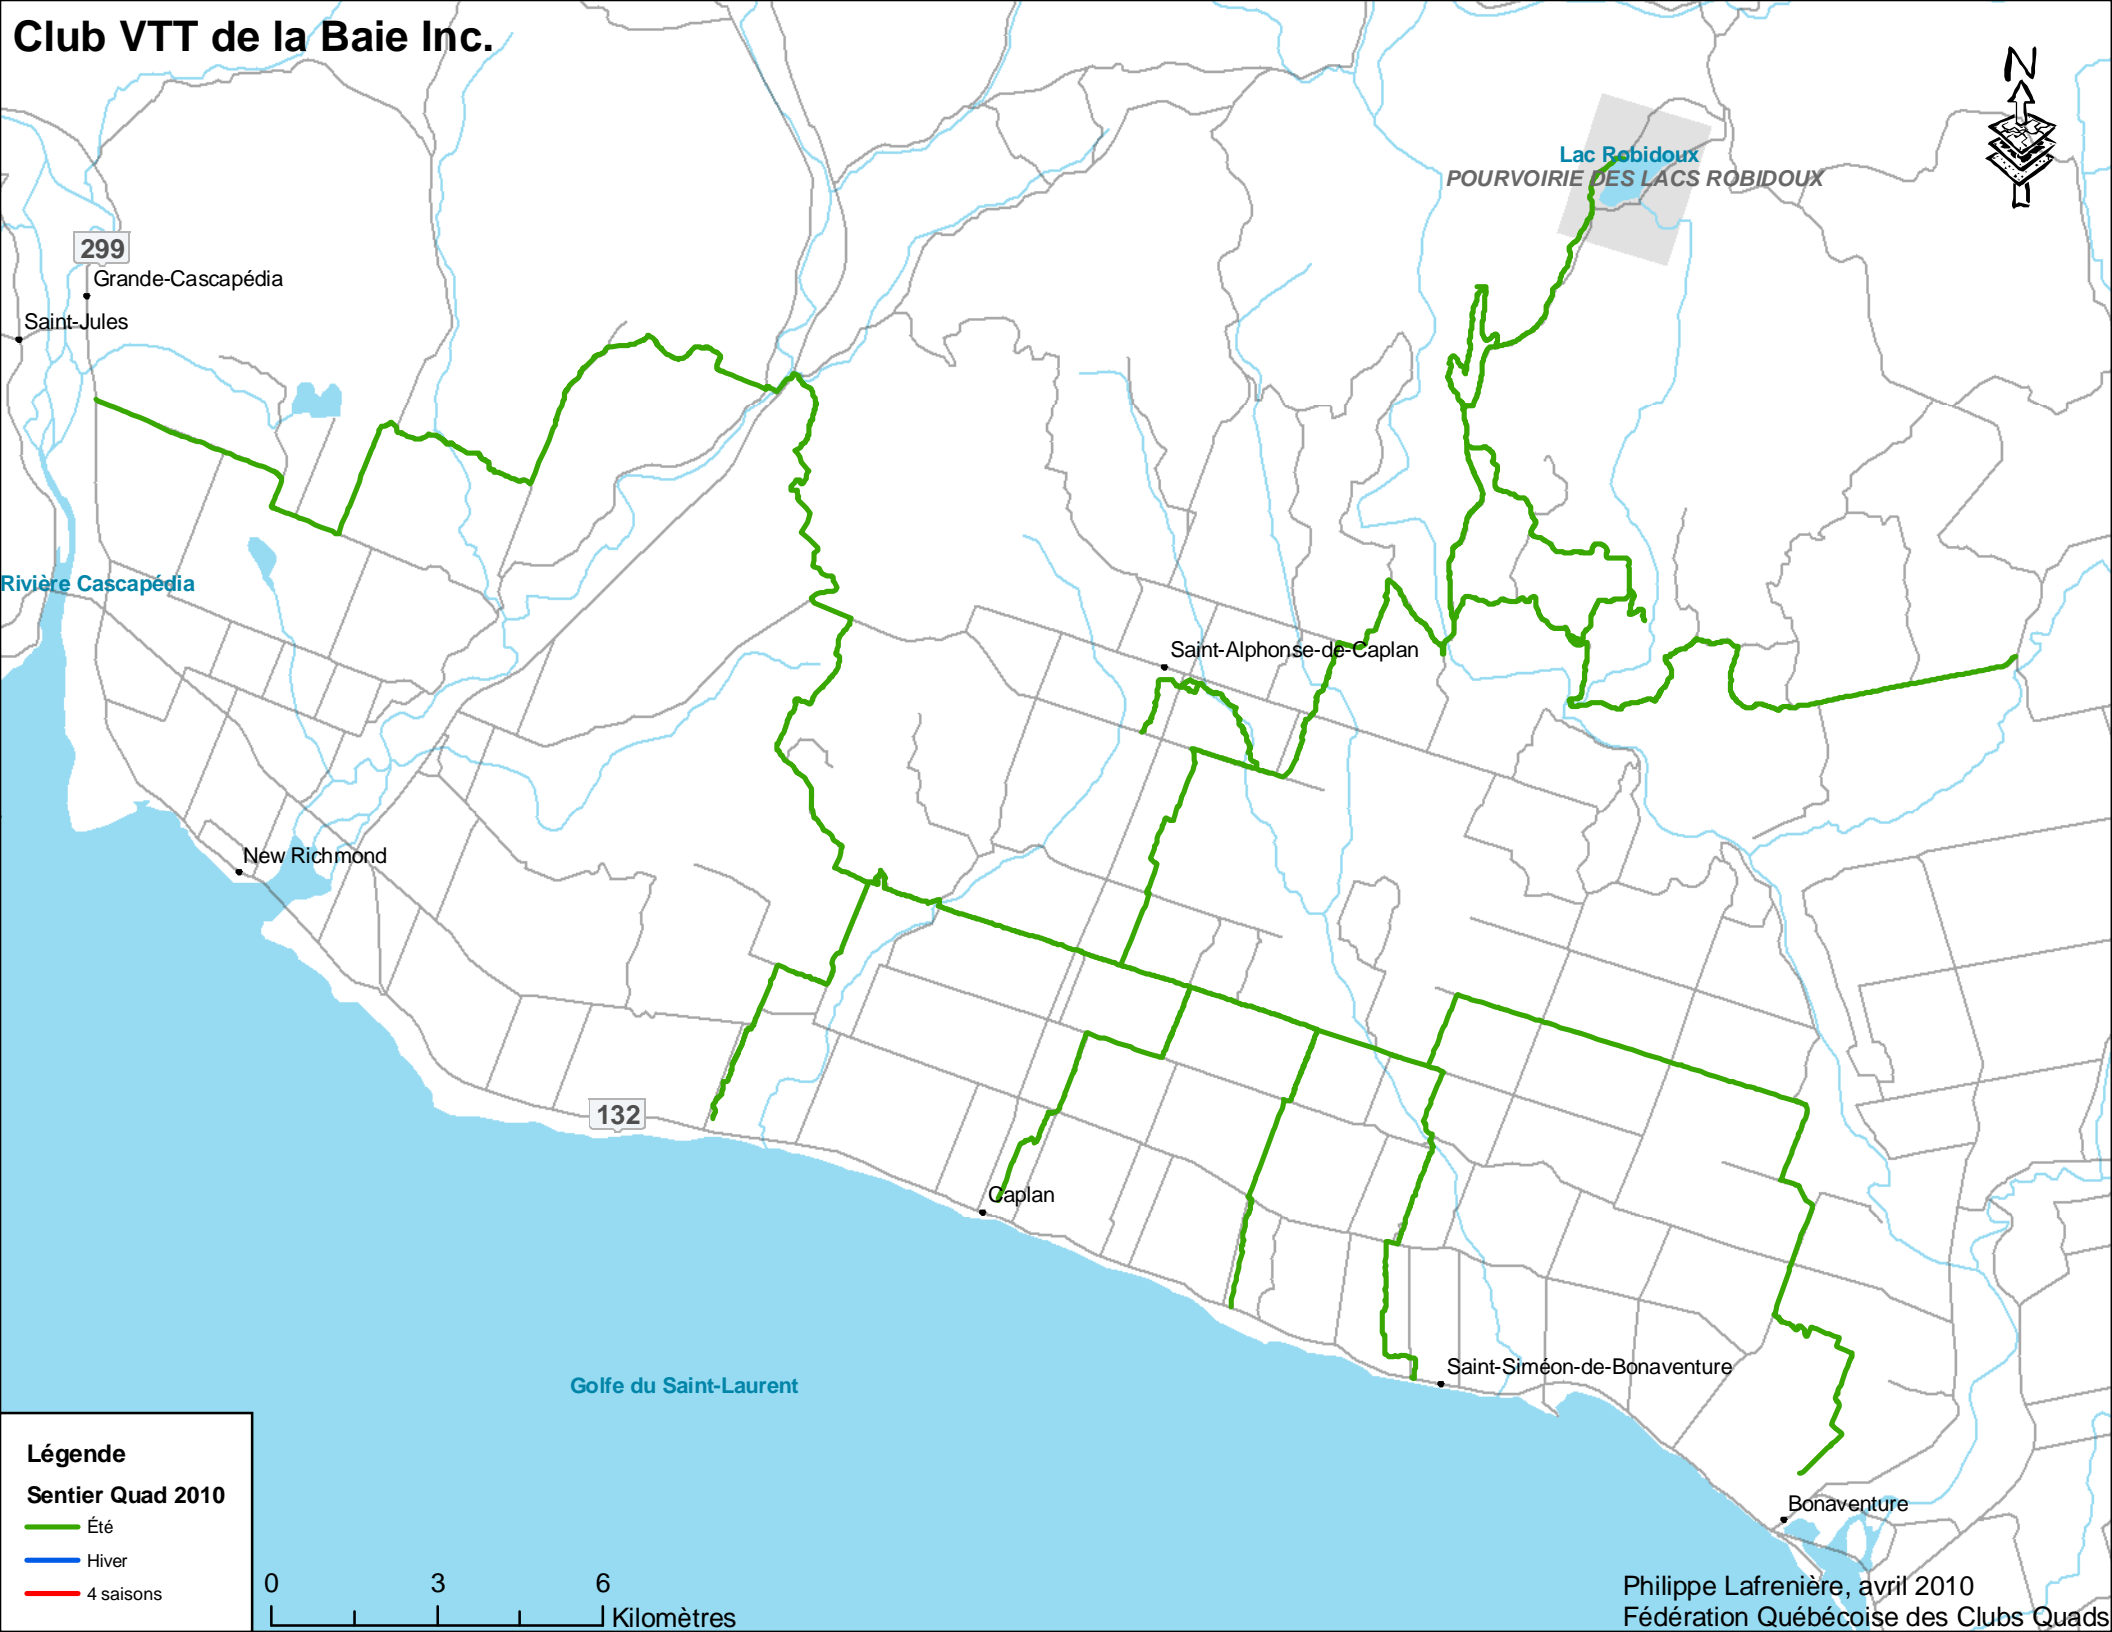 Club VTT de la Baie Inc.
N
Lac Robidoux
POURVOIRIE DES LACS ROBIDOUX
299
Grande-Cascapédia
Saint-Jules
Rivière Cascapédia
Saint-Alphonse-de-Caplan
New Richmond
132
Caplan
Saint-Siméon-de-Bonaventure
Golfe du Saint-Laurent
Bonaventure
Légende
Sentier Quad 2010
Été
Hiver
4 saisons
0 3 6
Kilomètres
Philippe Lafrenière, avril 2010
Fédération Québécoise des Clubs Quads